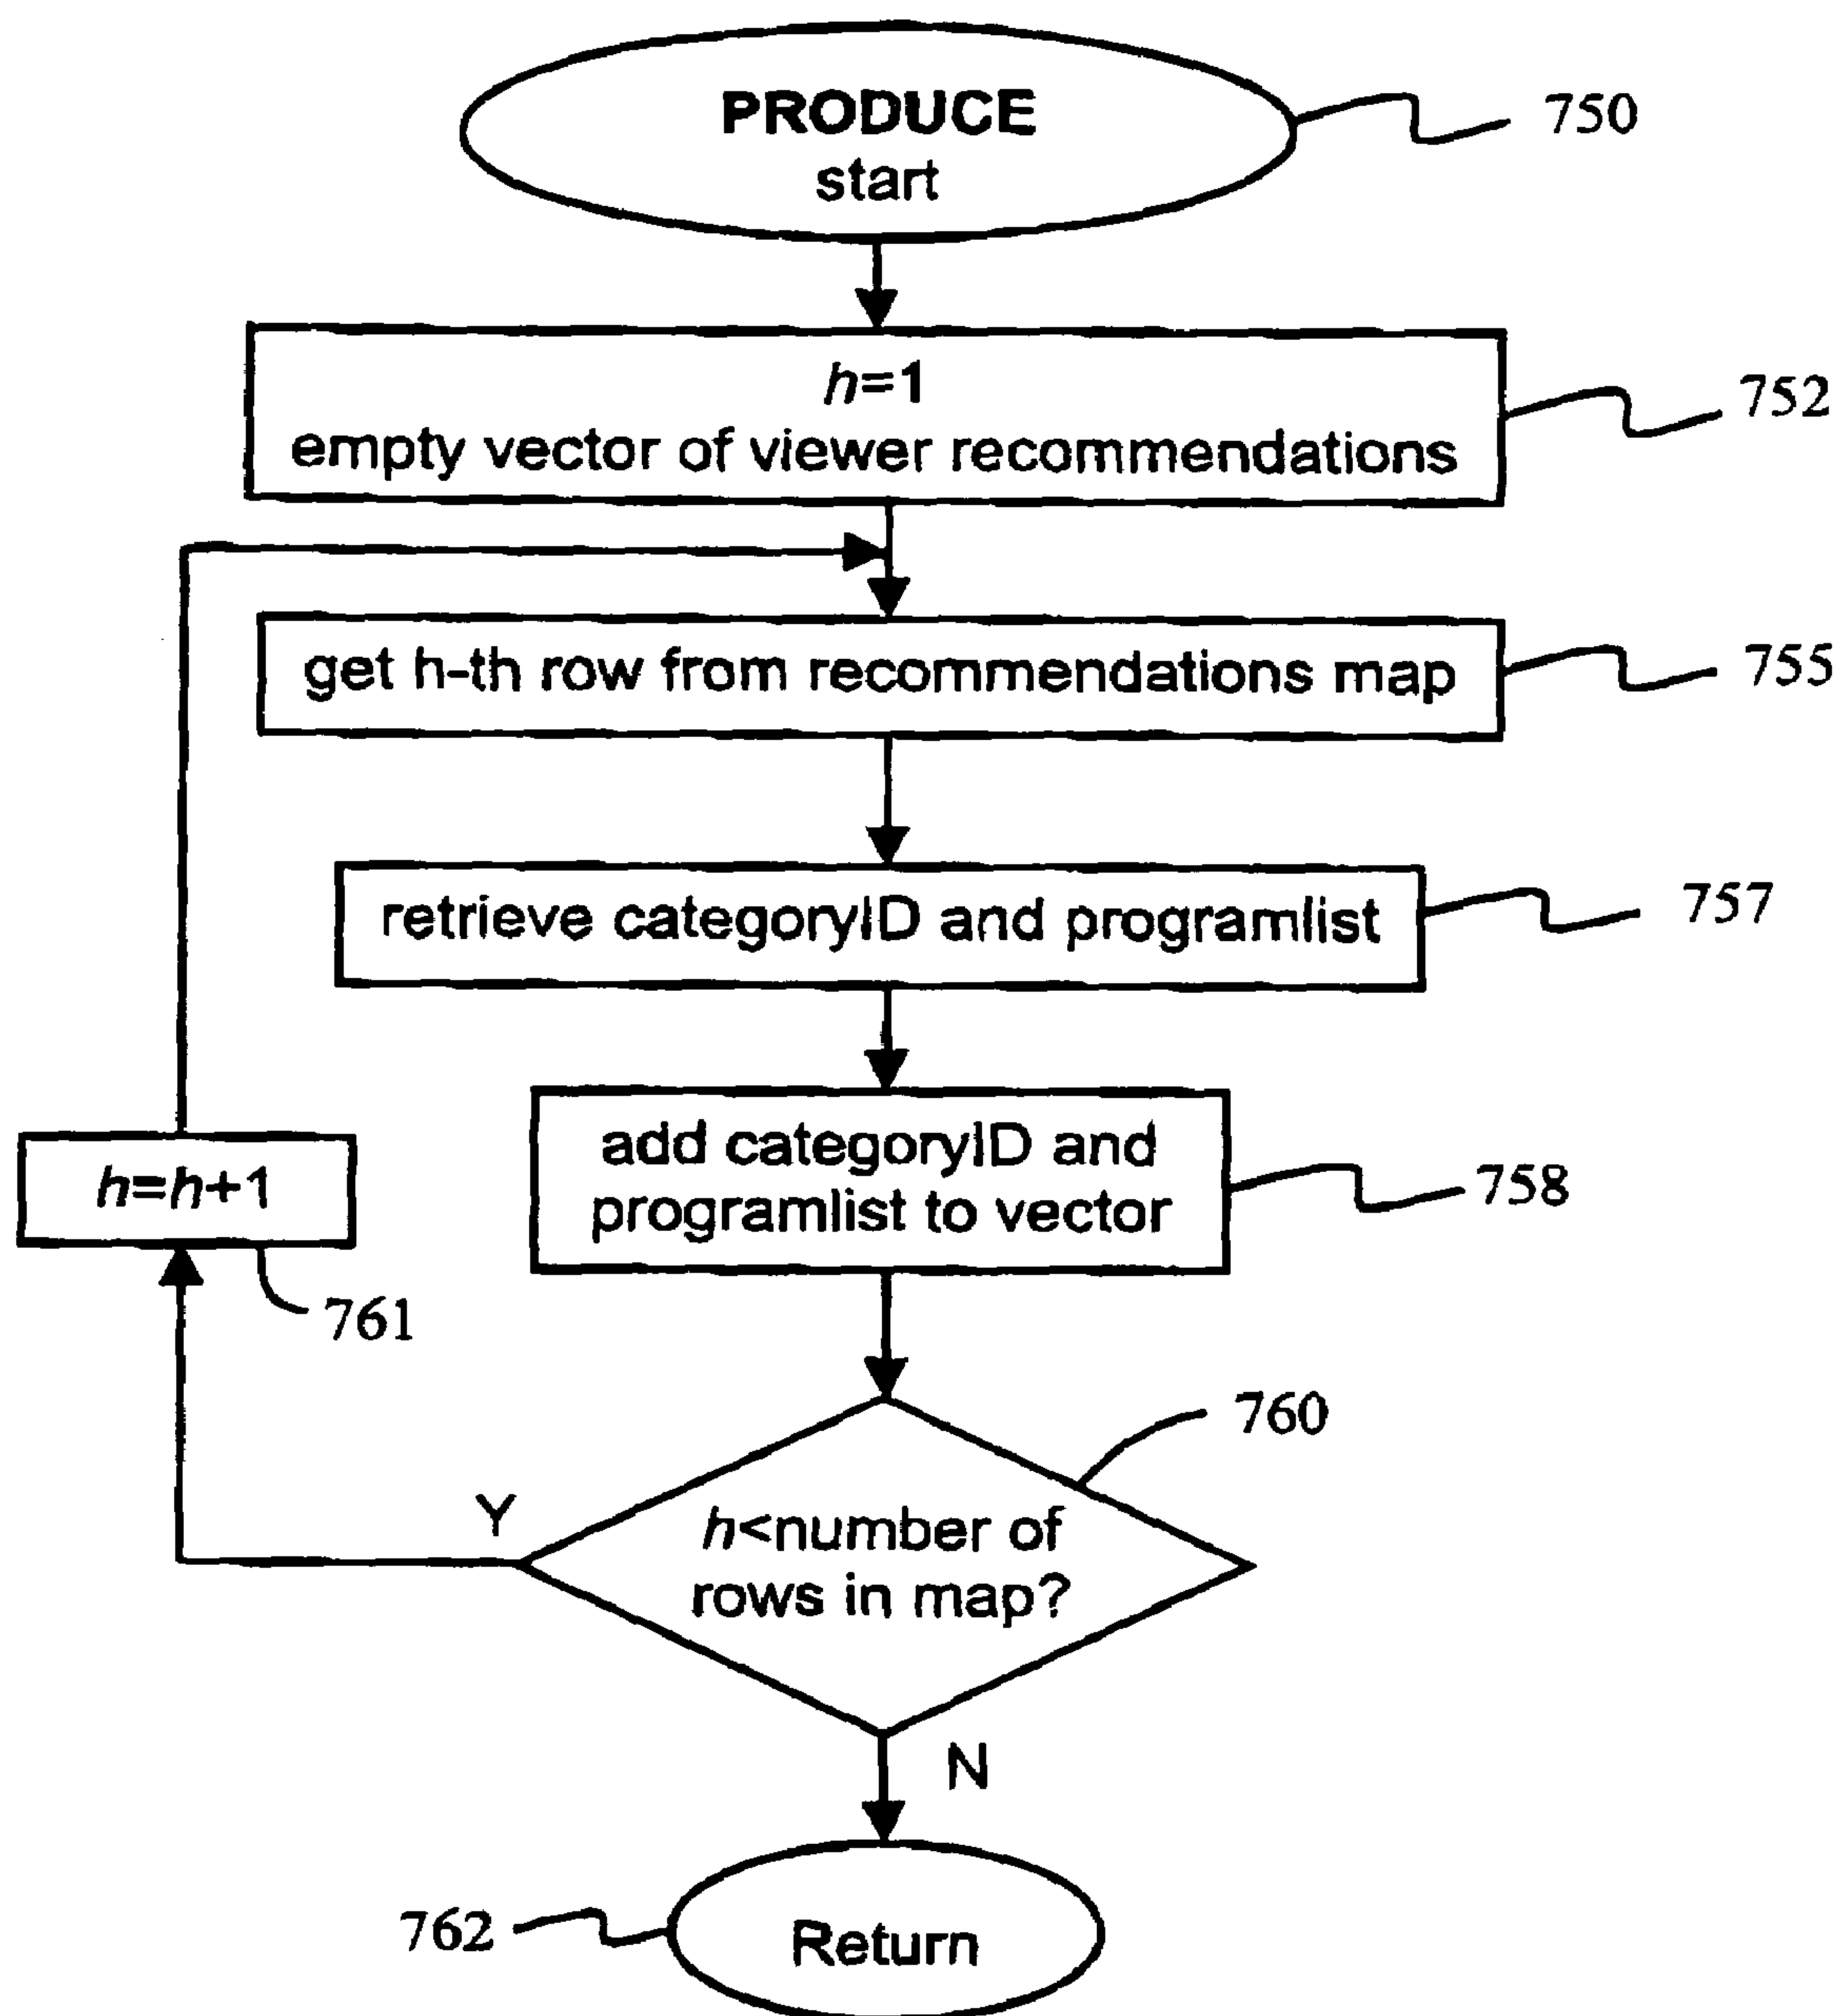 PRODUCE
start
750
h=1
empty vector of viewer recommendations
752
get h-th row from recommendations map
755
retrieve categoryID and programlist
757
add categoryID and
programlist to vector
758
h=h+1
761
760
h<number of
rows in map?
Y
N
762
Return